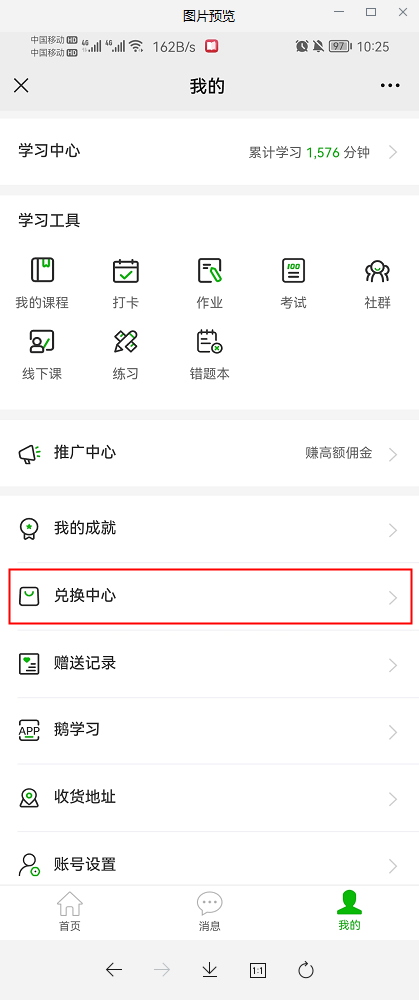 图片预览
中国移动 HD 4G 4G 162B/s 97 10:25
中国移动 HD
我的
学习中心 累计学习 1,576 分钟
学习工具
100
我的课程 打卡 作业 考试 社群
线下课 练习 错题本
推广中心 赚高额佣金
我的成就
兑换中心
赠送记录
APP 鹅学习
收货地址
账号设置
首页 消息 我的
1:1